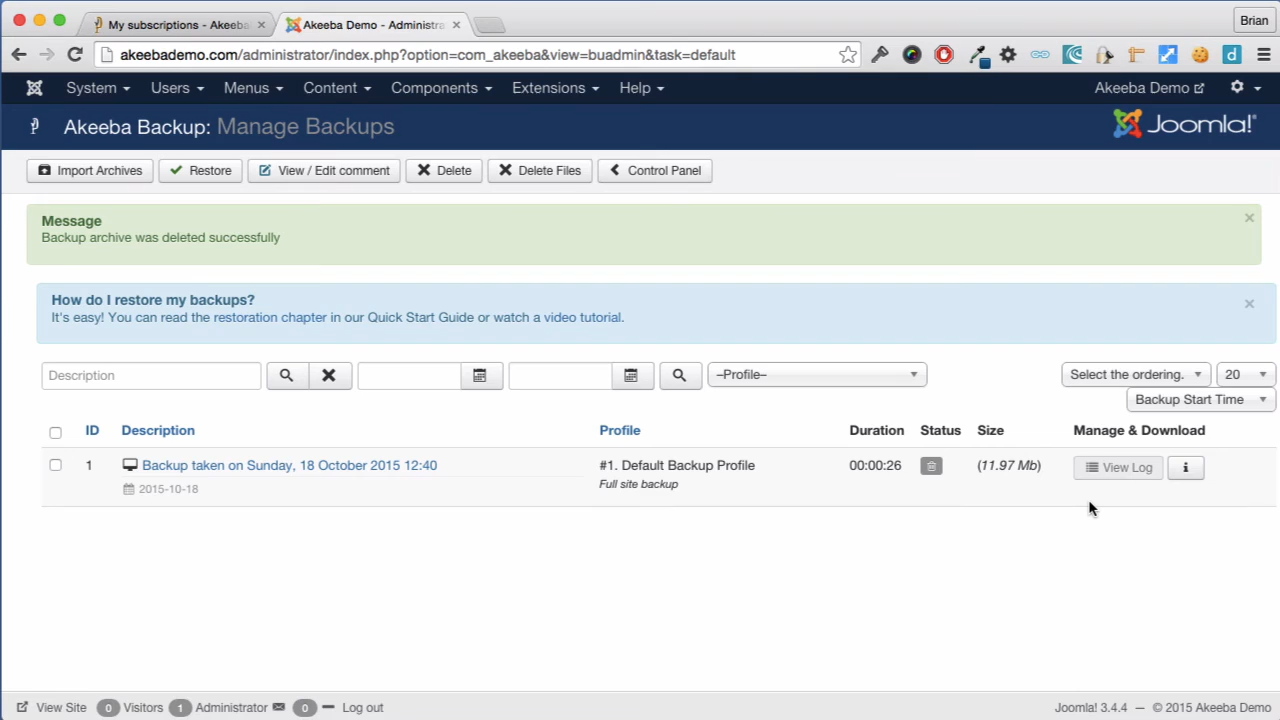 My subscriptions - Akeeba
Akeeba Demo - Administra
Brian
akeebademo.com/administrator/index.php?option=com_akeeba&view=buadmin&task=default
System Users Menus Content Components Extensions Help Akeeba Demo
Akeeba Backup: Manage Backups Joomla!®
Import Archives Restore View / Edit comment Delete Delete Files Control Panel
Message
Backup archive was deleted successfully
How do I restore my backups?
It's easy! You can read the restoration chapter in our Quick Start Guide or watch a video tutorial.
Description –Profile– Select the ordering. 20
Backup Start Time
ID Description Profile Duration Status Size Manage & Download
1 Backup taken on Sunday, 18 October 2015 12:40 #1. Default Backup Profile 00:00:26 (11.97 Mb) View Log
2015-10-18 Full site backup
View Site 0 Visitors 1 Administrator 0 Log out Joomla! 3.4.4 — © 2015 Akeeba Demo